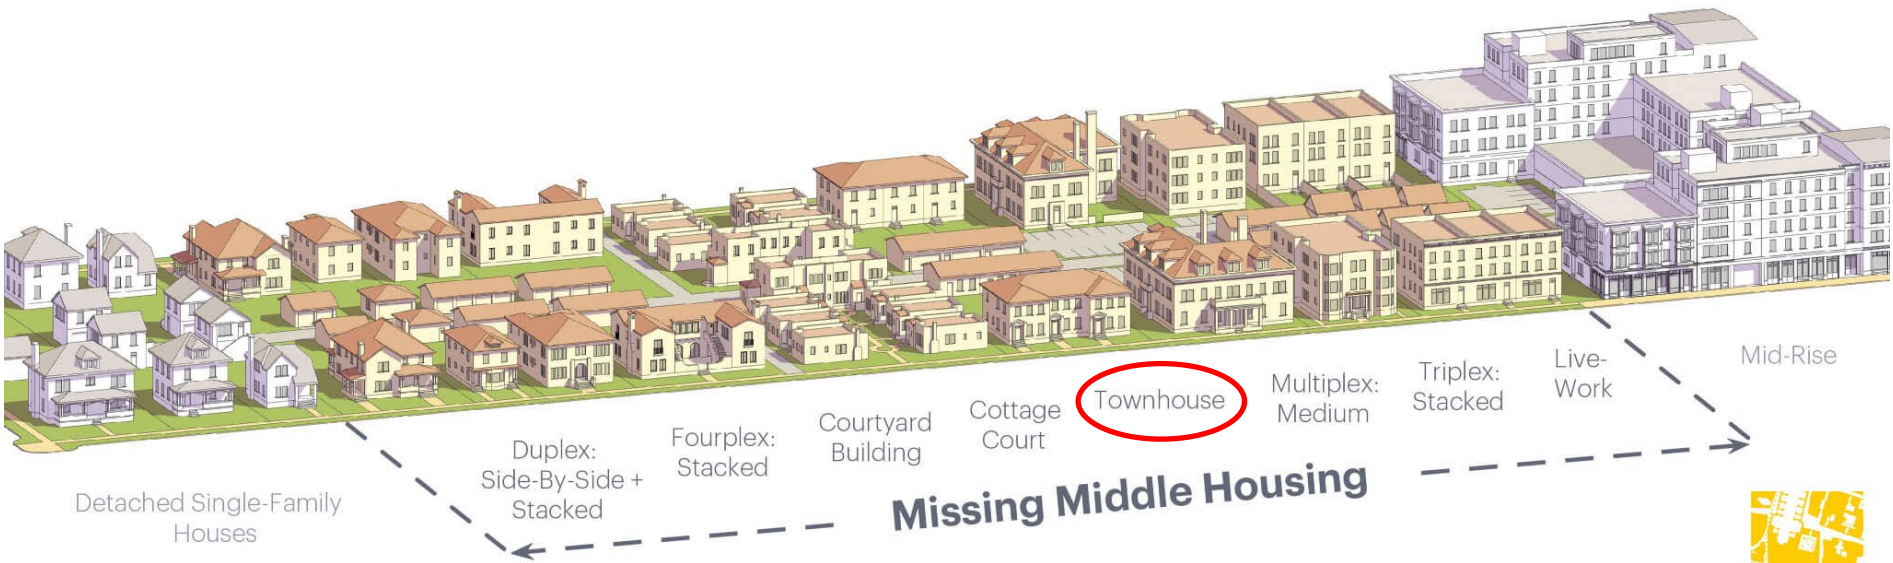 Detached Single-Family
Houses
Duplex:
Side-By-Side +
Stacked
Fourplex:
Stacked
Courtyard
Building
Cottage
Court
Townhouse
Multiplex:
Medium
Triplex:
Stacked
Live-
Work
Mid-Rise
Missing Middle Housing